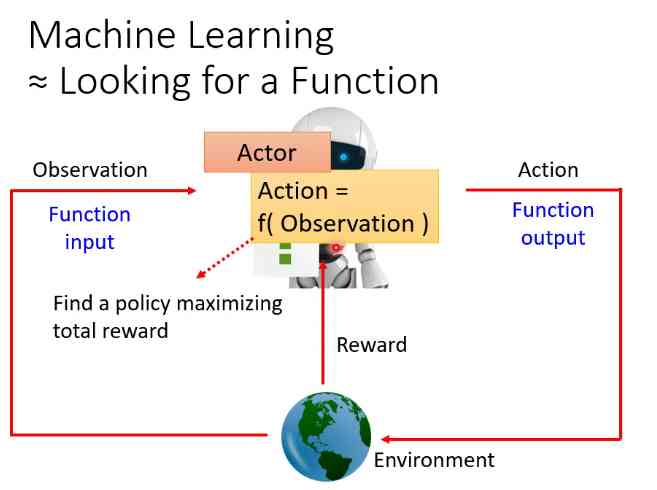 Machine Learning
≈ Looking for a Function
Actor
Observation
Action
Action =
f( Observation )
Function
input
Function
output
Find a policy maximizing
total reward
Reward
Environment